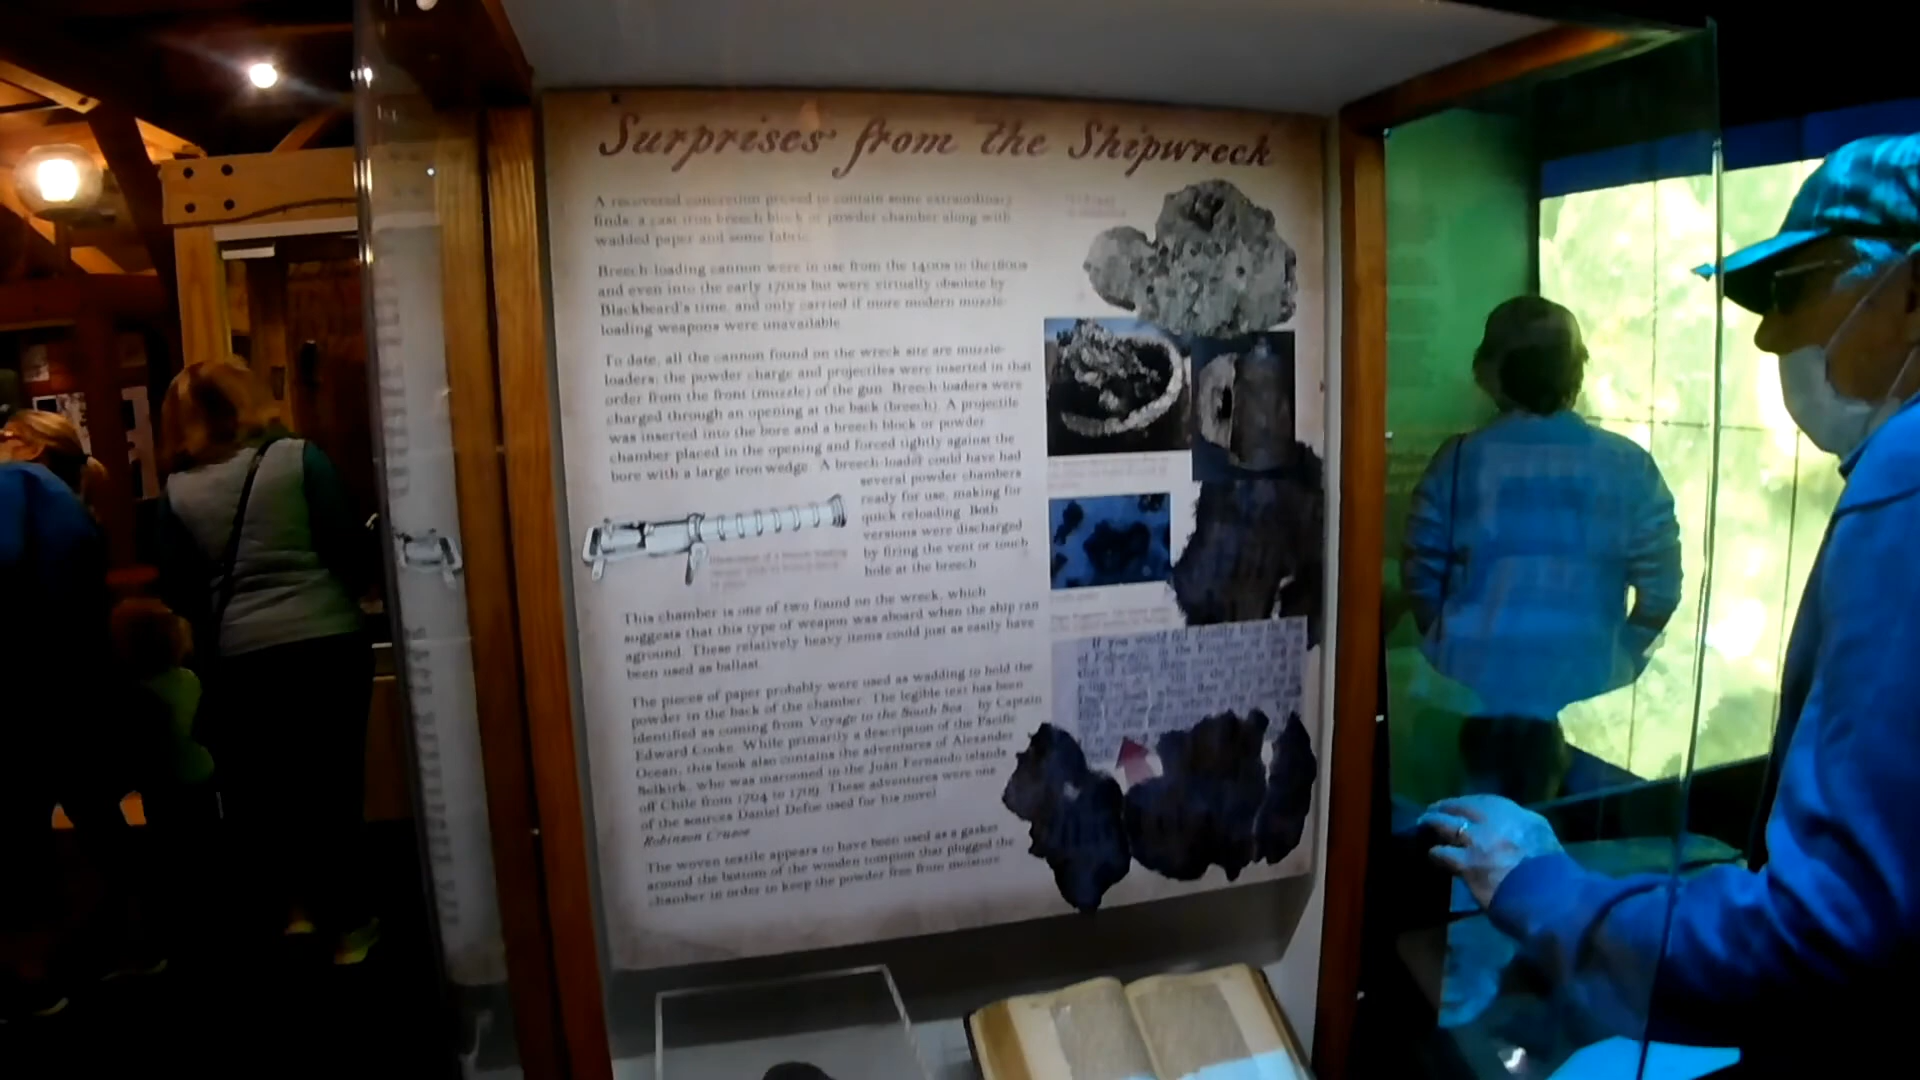 Surprises from the Shipwreck
A recovered concretion proved to contain some extraordinary
finds: a cast iron breech block or powder chamber along with
wadded paper and some fabric.
Breech-loading cannon were in use from the 1400s to the 1600s
and even into the early 1700s but were virtually obsolete by
Blackbeard's time, and only carried if more modern muzzle-
loading weapons were unavailable.
To date, all the cannon found on the wreck site are muzzle-
loaders; the powder charge and projectiles were inserted in that
order from the front (muzzle) of the gun. Breech-loaders were
charged through an opening at the back (breech). A projectile
was inserted into the bore and a breech block or powder
chamber placed in the opening and forced tightly against the
bore with a large iron wedge. A breech-loader could have had
several powder chambers
ready for use, making for
quick reloading. Both
versions were discharged
by firing the vent or touch
hole at the breech.
This chamber is one of two found on the wreck, which
suggests that this type of weapon was aboard when the ship ran
aground. These relatively heavy items could just as easily have
been used as ballast.
The pieces of paper probably were used as wadding to hold the
powder in the back of the chamber. The legible text has been
identified as coming from Voyage to the South Sea... by Captain
Edward Cooke. While primarily a description of the Pacific
Ocean, this book also contains the adventures of Alexander
Selkirk, who was marooned in the Juan Fernando islands
off Chile from 1704 to 1709. These adventures were one
of the sources Daniel Defoe used for his novel
Robinson Crusoe.
The woven textile appears to have been used as a gasket
around the bottom of the wooden tompion that plugged the
chamber in order to keep the powder free from moisture.
If you would